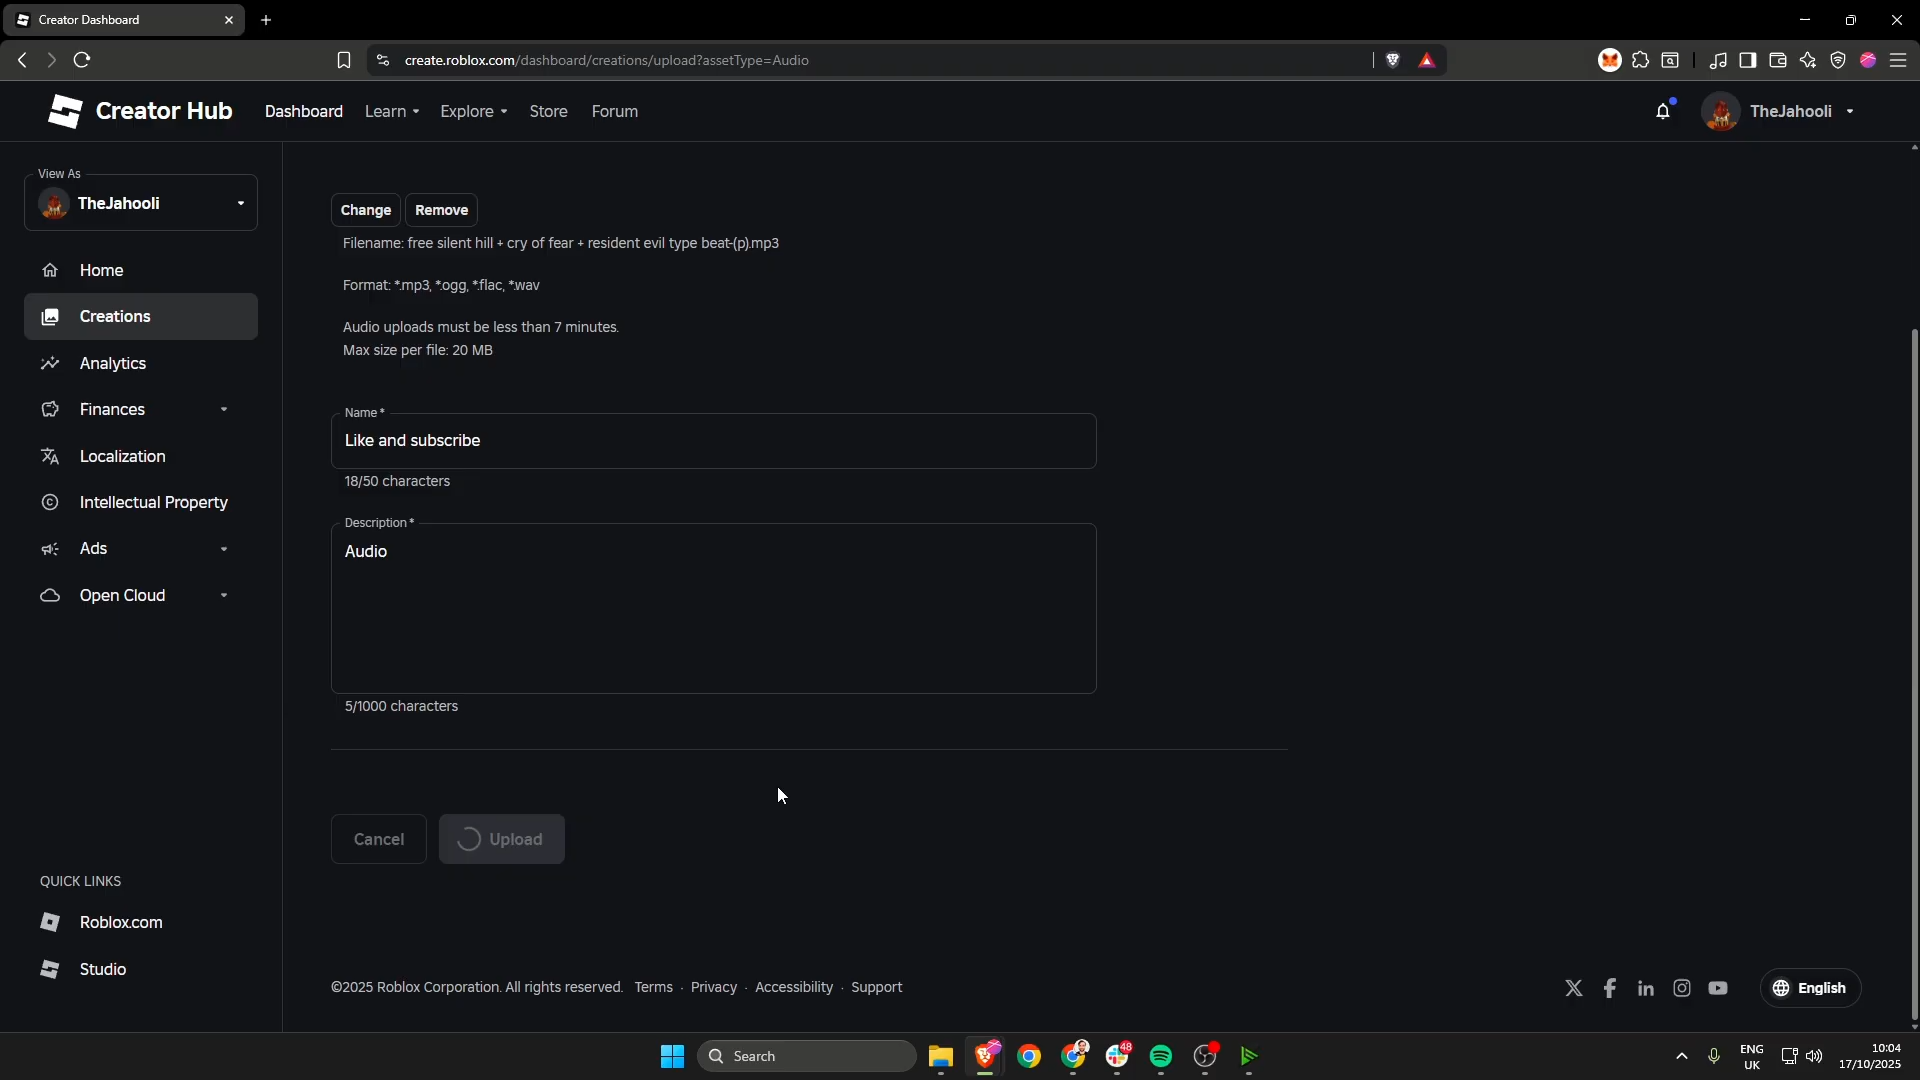 Creator Dashboard
create.roblox.com/dashboard/creations/upload?assetType=Audio
Creator Hub
Dashboard
Learn
Explore
Store
Forum
TheJahooli
View As
TheJahooli
Home
Creations
Analytics
Finances
Localization
Intellectual Property
Ads
Open Cloud
QUICK LINKS
Roblox.com
Studio
Change
Remove
Filename: free silent hill + cry of fear + resident evil type beat-(p).mp3
Format: *.mp3, *.ogg, *.flac, *.wav
Audio uploads must be less than 7 minutes.
Max size per file: 20 MB
Name *
Like and subscribe
18/50 characters
Description *
Audio
5/1000 characters
Cancel
Upload
©2025 Roblox Corporation. All rights reserved. Terms · Privacy · Accessibility · Support
English
Search
48
ENG
UK
10:04
17/10/2025